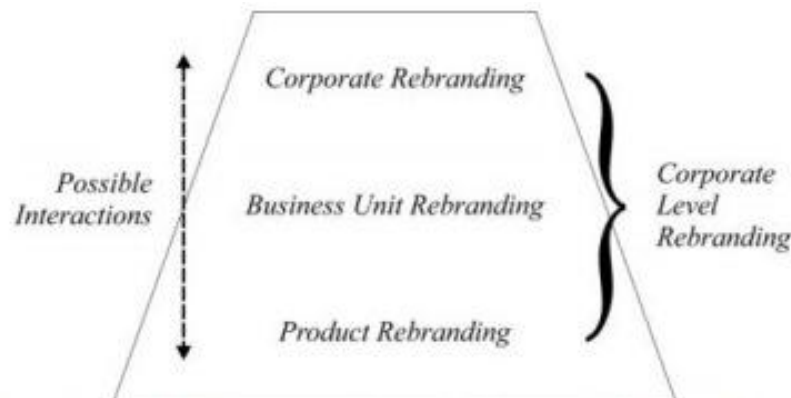 Corporate Rebranding
Possible
Interactions
Business Unit Rebranding
Corporate
Level
Rebranding
Product Rebranding